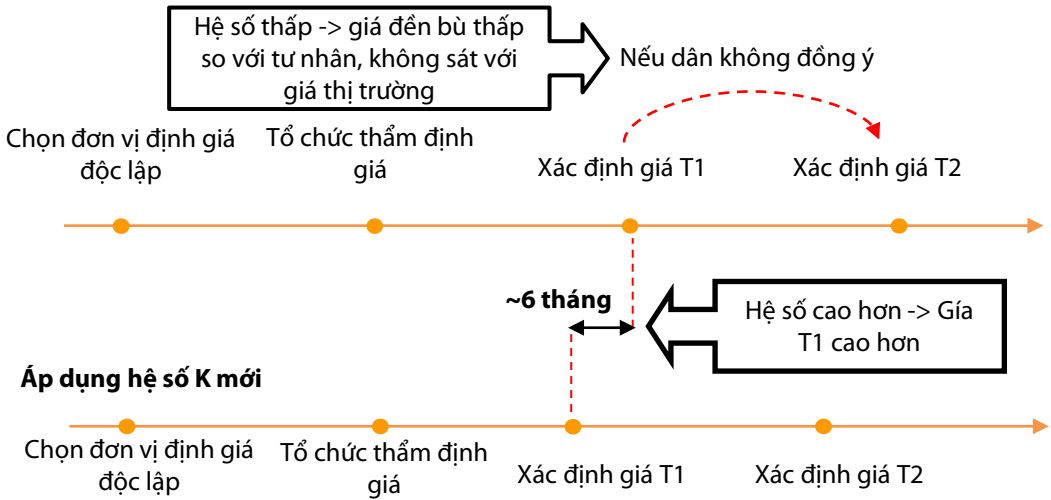 Hệ số thấp -> giá đền bù thấp
so với tư nhân, không sát với
giá thị trường
Nếu dân không đồng ý
Chọn đơn vị định giá
độc lập
Tổ chức thẩm định
giá
Xác định giá T1
Xác định giá T2
~6 tháng
Hệ số cao hơn -> Gía
T1 cao hơn
Áp dụng hệ số K mới
Chọn đơn vị định giá
độc lập
Tổ chức thẩm định
giá
Xác định giá T1
Xác định giá T2